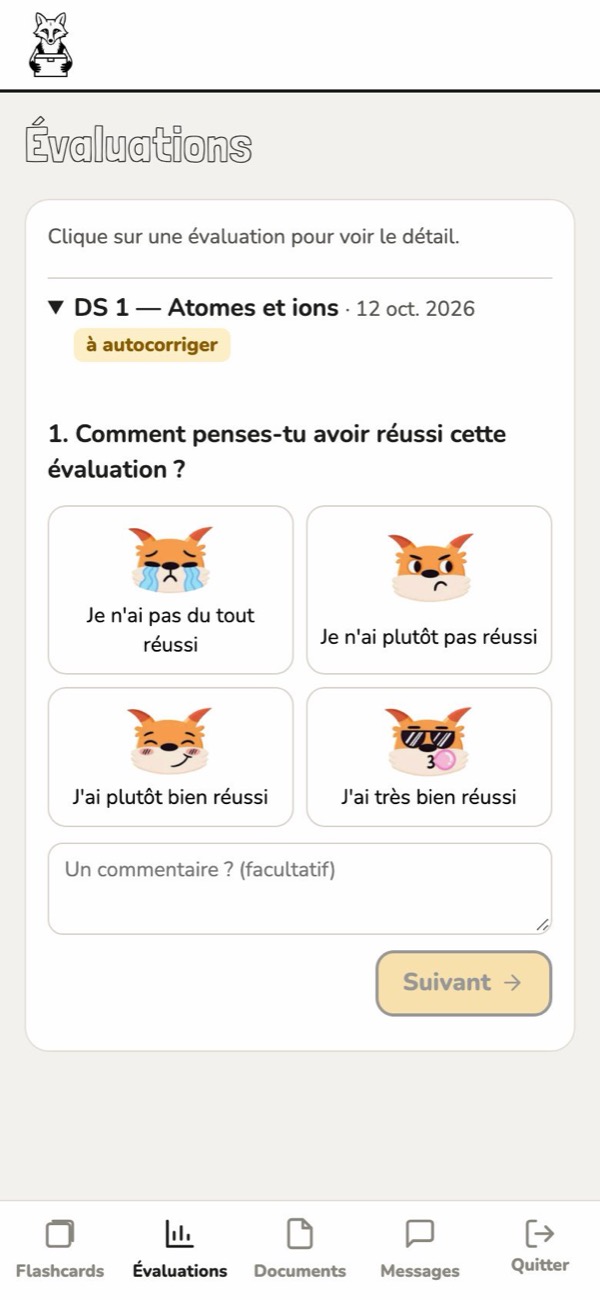 Évaluations
Clique sur une évaluation pour voir le détail.
▼ DS 1 — Atomes et ions · 12 oct. 2026
à autocorriger
1. Comment penses-tu avoir réussi cette
évaluation ?
Je n'ai pas du tout
réussi
Je n'ai plutôt pas réussi
J'ai plutôt bien réussi
J'ai très bien réussi
Un commentaire ? (facultatif)
Suivant →
Flashcards
Évaluations
Documents
Messages
Quitter